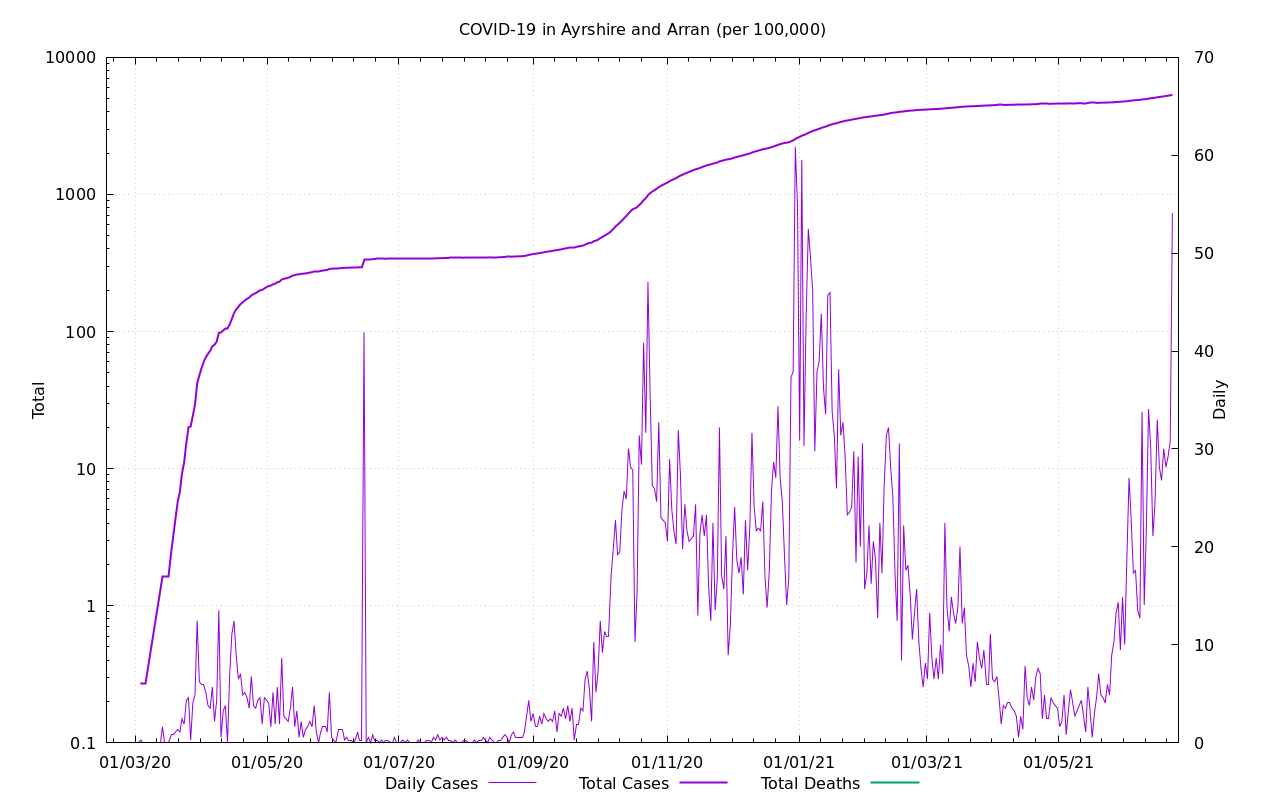 COVID-19 in Ayrshire and Arran (per 100,000)
10000
1000
100
10
1
0.1
Total
70
60
50
40
30
20
10
0
Daily
01/03/20 01/05/20 01/07/20 01/09/20 01/11/20 01/01/21 01/03/21 01/05/21
Daily Cases Total Cases Total Deaths